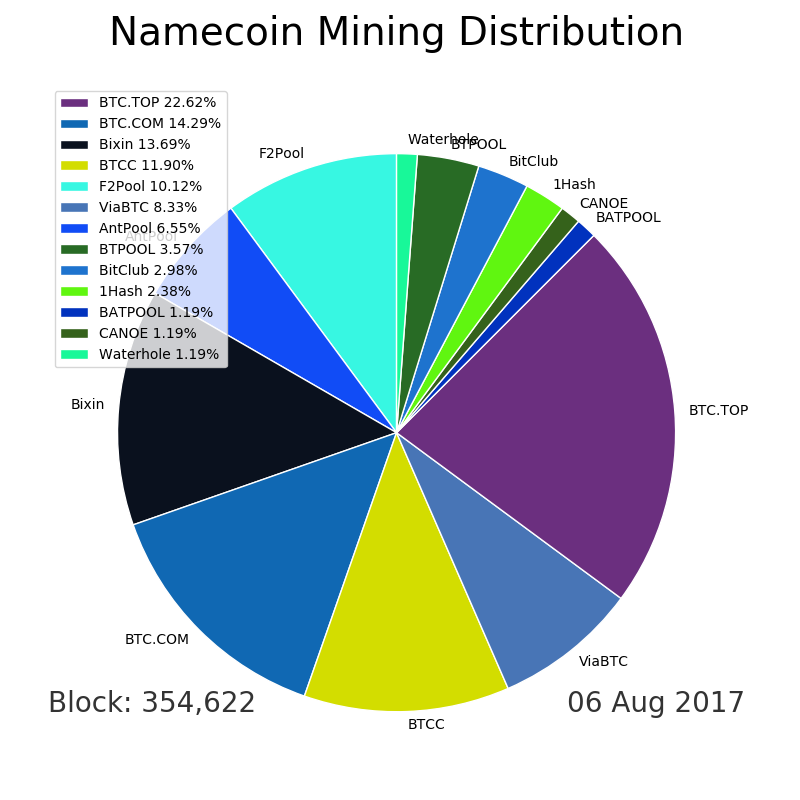 Namecoin Mining Distribution
BTC.TOP 22.62%
BTC.COM 14.29%
Bixin 13.69%
BTCC 11.90%
F2Pool 10.12%
ViaBTC 8.33%
AntPool 6.55%
BTPOOL 3.57%
BitClub 2.98%
1Hash 2.38%
BATPOOL 1.19%
CANOE 1.19%
Waterhole 1.19%
F2Pool
Waterhole
BTPOOL
BitClub
1Hash
CANOE
BATPOOL
AntPool
Bixin
BTC.TOP
BTC.COM
ViaBTC
BTCC
Block: 354,622
06 Aug 2017